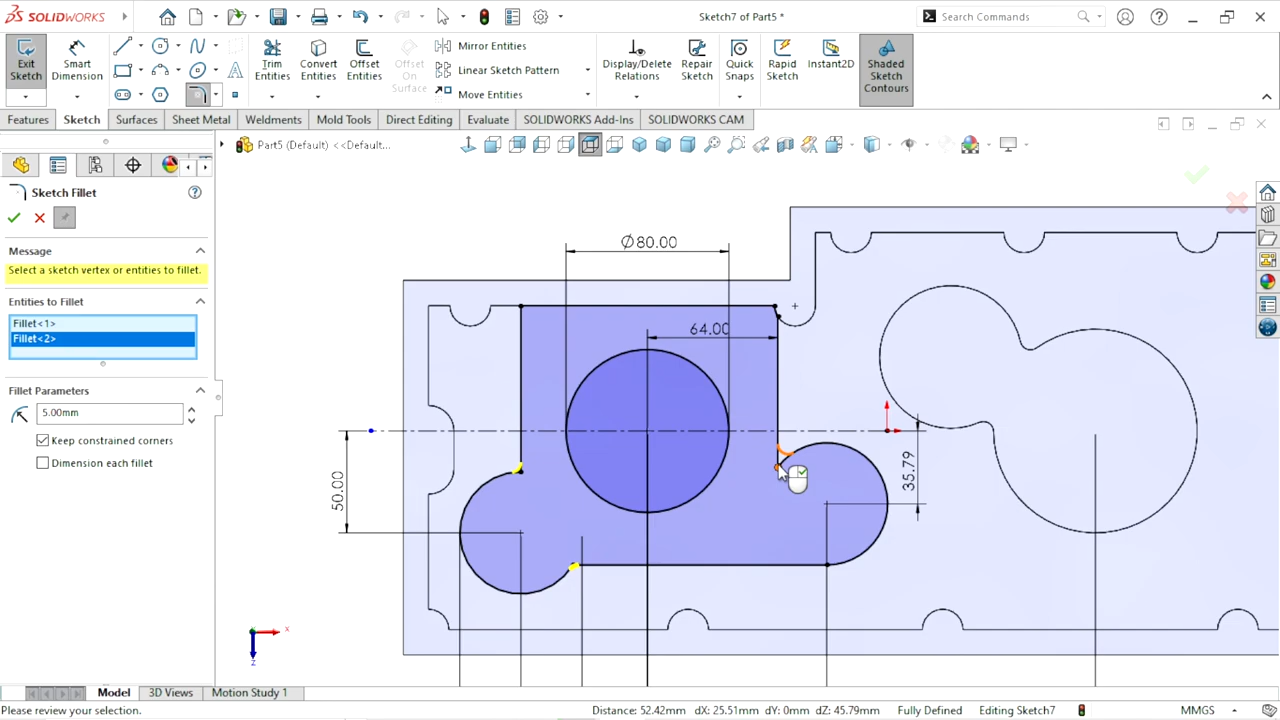 SOLIDWORKS
Sketch7 of Part5 *
Search Commands
Exit Sketch
Smart Dimension
Trim Entities
Convert Entities
Offset Entities
Offset On Surface
Mirror Entities
Linear Sketch Pattern
Move Entities
Display/Delete Relations
Repair Sketch
Quick Snaps
Rapid Sketch
Instant2D
Shaded Sketch Contours
Features
Sketch
Surfaces
Sheet Metal
Weldments
Mold Tools
Direct Editing
Evaluate
SOLIDWORKS Add-Ins
SOLIDWORKS CAM
Part5 (Default) <<Default...
Sketch Fillet
Message
Select a sketch vertex or entities to fillet.
Entities to Fillet
Fillet<1>
Fillet<2>
Fillet Parameters
5.00mm
Keep constrained corners
Dimension each fillet
Ø80.00
64.00
50.00
35.79
x
z
Model
3D Views
Motion Study 1
Please review your selection.
Distance: 52.42mm dX: 25.51mm dY: 0mm dZ: 45.79mm
Fully Defined
Editing Sketch7
MMGS